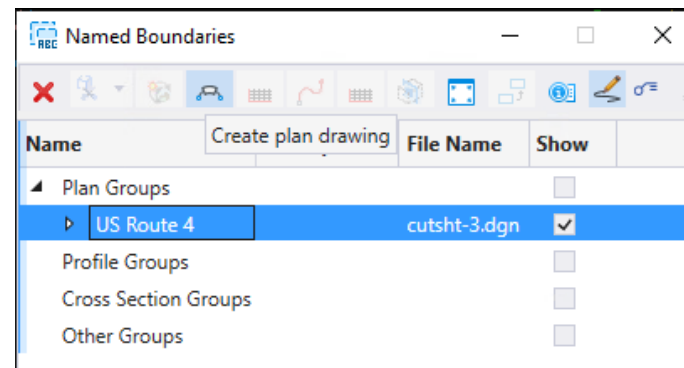 ABC Named Boundaries
Create plan drawing
Name File Name Show
Plan Groups
US Route 4 cutsht-3.dgn
Profile Groups
Cross Section Groups
Other Groups